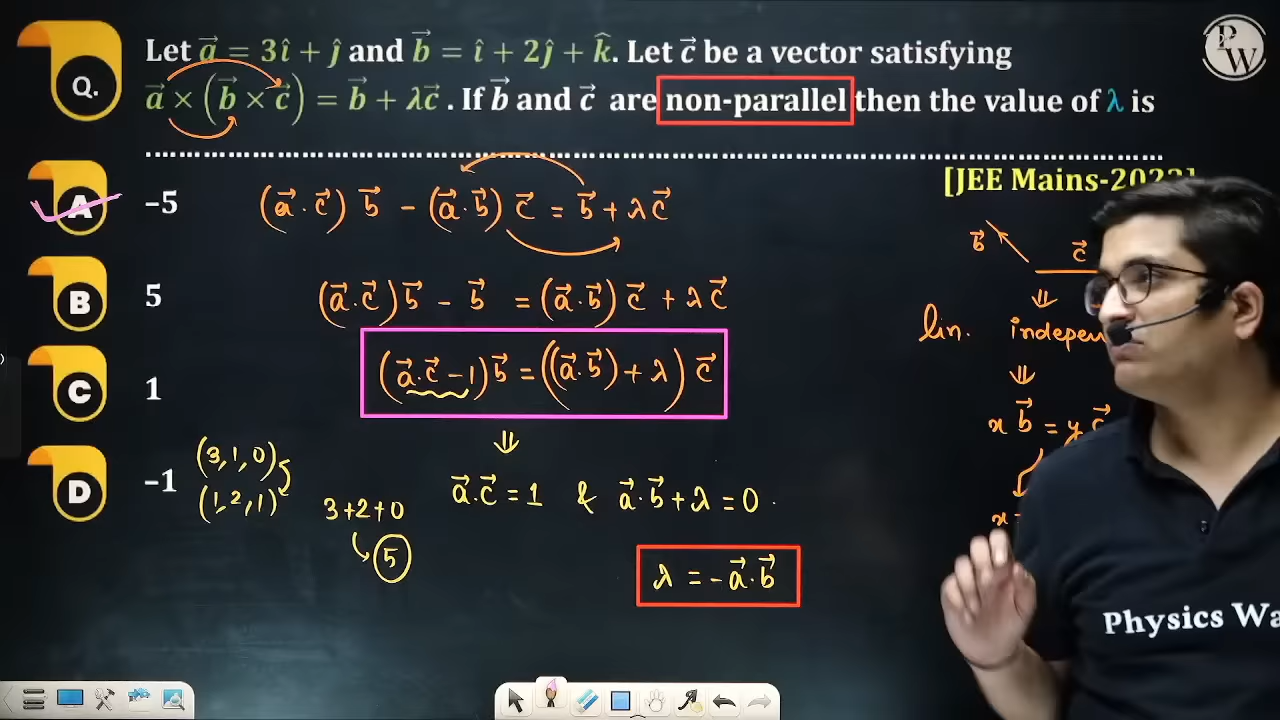 Q.
Let a⃗ = 3î + ĵ and b⃗ = î + 2ĵ + k̂. Let c⃗ be a vector satisfying
a⃗ × (b⃗ × c⃗) = b⃗ + λc⃗ . If b⃗ and c⃗ are non-parallel then the value of λ is
[JEE Mains-
A –5
(a⃗.c⃗) b⃗ - (a⃗.b⃗) c⃗ = b⃗ + λc⃗
b⃗ c⃗
B 5
(a⃗.c⃗)b⃗ - b⃗ = (a⃗.b⃗) c⃗ + λc⃗
⇓
lin. indepen
(a⃗.c⃗ -1)b⃗ = ((a⃗.b⃗) + λ) c⃗
⇓
C 1
x b⃗ = y c⃗
⇓
D –1
(3, 1, 0)
(1, 2, 1)
3+2+0
5
a⃗.c⃗ = 1 & a⃗.b⃗ + λ = 0 .
x
λ = - a⃗.b⃗
PW
Physics Wa